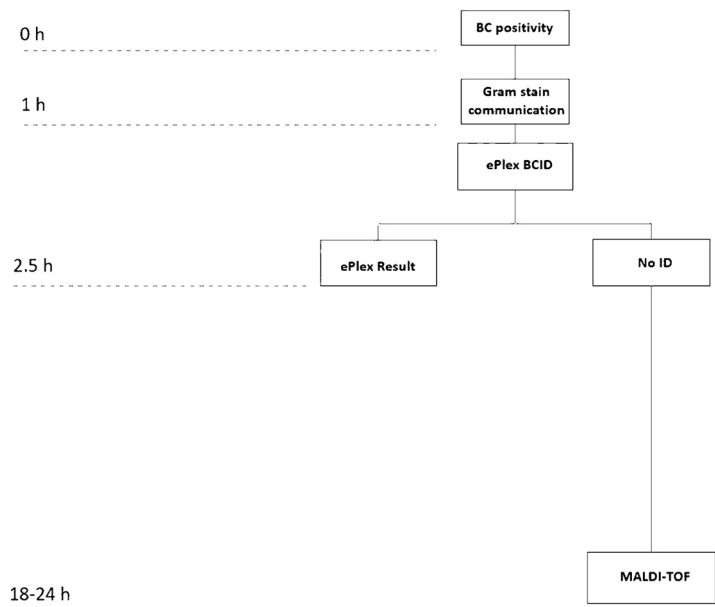 0 h
BC positivity
1 h
Gram stain
communication
ePlex BCID
2.5 h
ePlex Result
No ID
MALDI-TOF
18-24 h